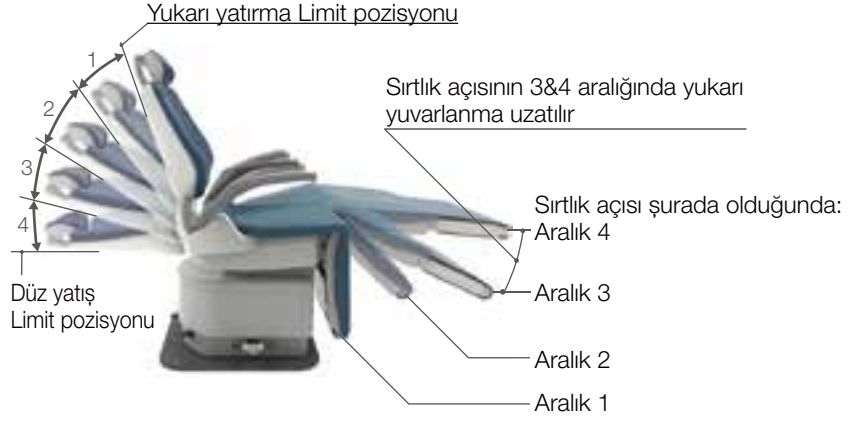 Yukarı yatırma Limit pozisyonu
1
2
3
4
Sırtlık açısının 3&4 aralığında yukarı
yuvarlanma uzatılır
Sırtlık açısı şurada olduğunda:
Aralık 4
Aralık 3
Aralık 2
Aralık 1
Düz yatış
Limit pozisyonu